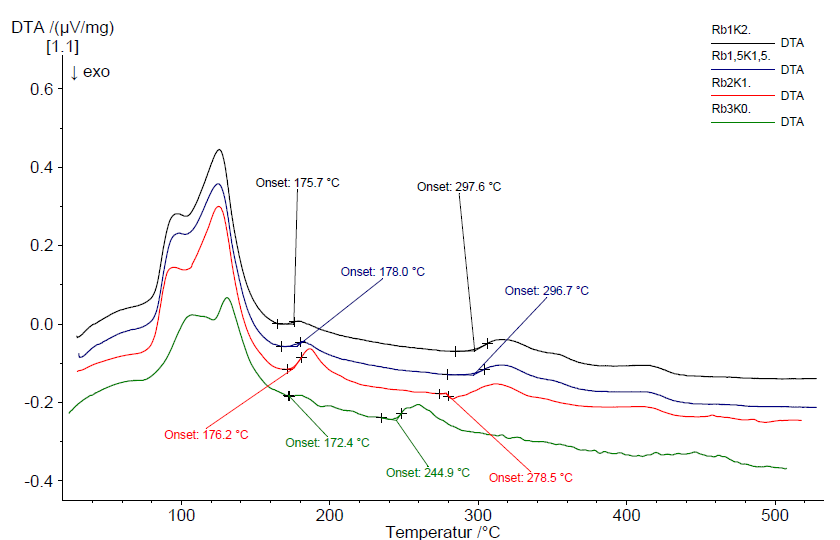 DTA /(µV/mg)
[1.1]
↓ exo
Rb1K2.
DTA
Rb1,5K1,5.
DTA
Rb2K1.
DTA
Rb3K0.
DTA
0.6
0.4
0.2
0.0
-0.2
-0.4
Onset: 175.7 °C
Onset: 297.6 °C
Onset: 178.0 °C
Onset: 296.7 °C
Onset: 176.2 °C
Onset: 172.4 °C
Onset: 244.9 °C
Onset: 278.5 °C
100 200 300 400 500
Temperatur /°C